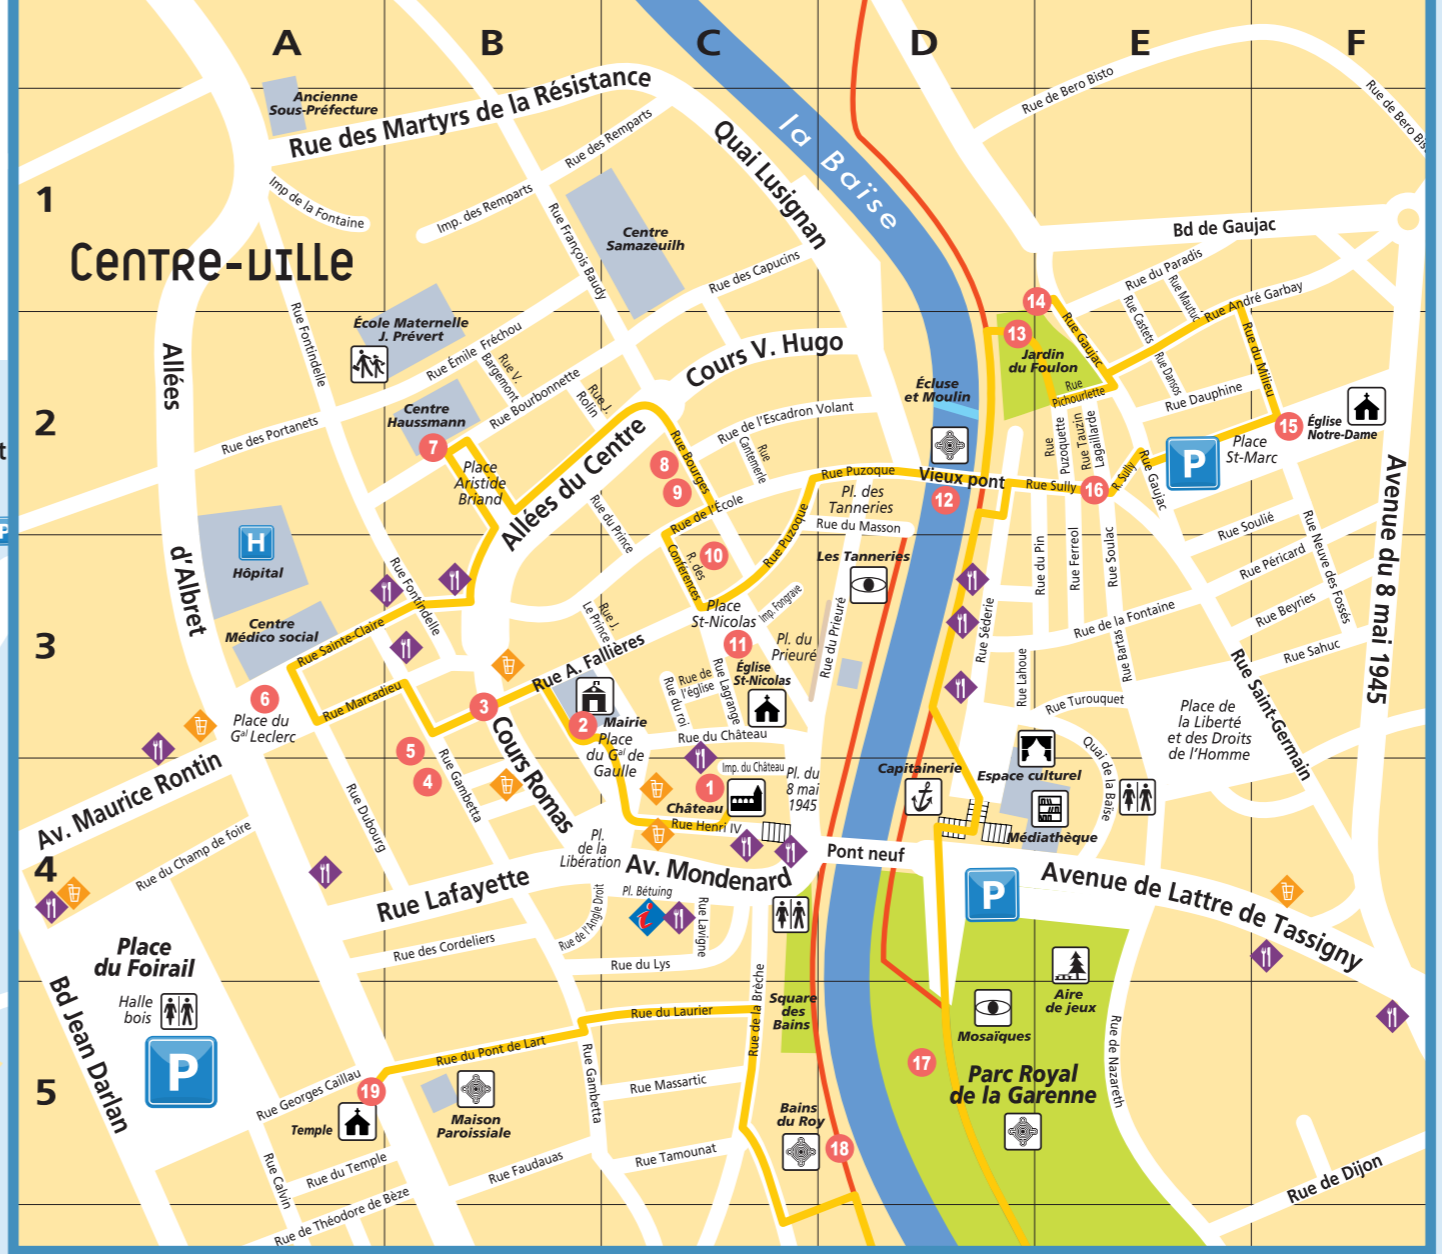 A
B
C
D
E
F
Ancienne
Sous-Préfecture
Rue des Martyrs de la Résistance
Quai Lusignan
la Baïse
Rue de Bero Bisto
Rue de Bero Bis
1
Imp de la Fontaine
Imp. des Remparts
Rue des Remparts
Rue François Baudy
Centre
Samazeuilh
Rue des Capucins
Bd de Gaujac
Rue du Paradis
Rue Castets
Rue André Garbay
CENTRE-VILLE
14
13
Jardin
du Foulon
Rue Gaujac
Rue du Milieu
Allées
d'Albret
Rue Fontindelle
École Maternelle
J. Prévert
Rue Émile Fréchou
Rue V.
Bargemont
Rue Bourbonnette
Rue J.
Rolin
Cours V. Hugo
Écluse
et Moulin
Rue
Pichourlette
Rue Dansos
Rue Dauphine
2
Rue des Portanets
Centre
Haussmann
7
Place
Aristide
Briand
Allées du Centre
Rue Bourges
8
9
Rue de l'Escadron Volant
Rue
Cantemerle
Rue
Puzoquette
Rue Tauzin
Lagaillarde
15
Église
Notre-Dame
Place
St-Marc
P
Rue Puzoque
Vieux pont
12
Rue Sully
16
R. Sully
Rue Gaujac
Pl. des
Tanneries
Rue du Masson
Rue de l'École
Rue du Prince
Rue Puzoque
H
Hôpital
10
R. des
Conférences
Les Tanneries
Rue du Pin
Rue Ferreol
Rue Soulac
Rue Soulié
Rue Péricard
Rue Neuve des Fossés
Rue Beyries
Rue Sahuc
Avenue du 8 mai 1945
Rue Fontindelle
Centre
Médico social
3
Rue Sainte-Claire
Rue J.
Le Prince
Rue A. Fallières
Place
St-Nicolas
11
Imp. Fongrave
Pl. du
Prieuré
Rue du Prieuré
Rue Séderie
Rue de la Fontaine
Rue Lahoue
Rue Bartas
Rue Turouquet
Rue Saint-Germain
6
Place du
Gal Leclerc
Rue Marcadieu
3
2
Mairie
Place
du Gal de
Gaulle
Rue de
l'église
Rue du roi
Rue Lagrange
Église
St-Nicolas
Rue du Château
Place de
la Liberté
et des Droits
de l'Homme
5
4
Rue Gambetta
Cours Romas
Imp. du Château
1
Château
Rue Henri IV
Pl. du
8 mai
1945
Capitainerie
Espace culturel
Quai de la Baïse
Médiathèque
Av. Maurice Rontin
Rue Dubourg
Rue du Champ de foire
4
Pl.
de la
Libération
Av. Mondenard
Pont neuf
P
Avenue de Lattre de Tassigny
Rue Lafayette
Pl. Bétuing
i
Rue Lavigne
Rue de l'Angle Droit
Rue des Cordeliers
Rue du Lys
Place
du Foirail
Halle
bois
P
Bd Jean Darlan
Rue de la Brèche
Square
des
Bains
Aire
de jeux
Mosaïques
Rue de Nazareth
Rue du Laurier
Rue du Pont de Lart
17
Parc Royal
de la Garenne
5
Rue Georges Caillau
19
Temple
Maison
Paroissiale
Rue Gambetta
Rue Massartic
Bains
du Roy
18
Rue Calvin
Rue du Temple
Rue de Théodore de Bèze
Rue Faudauas
Rue Tamounat
Rue de Dijon